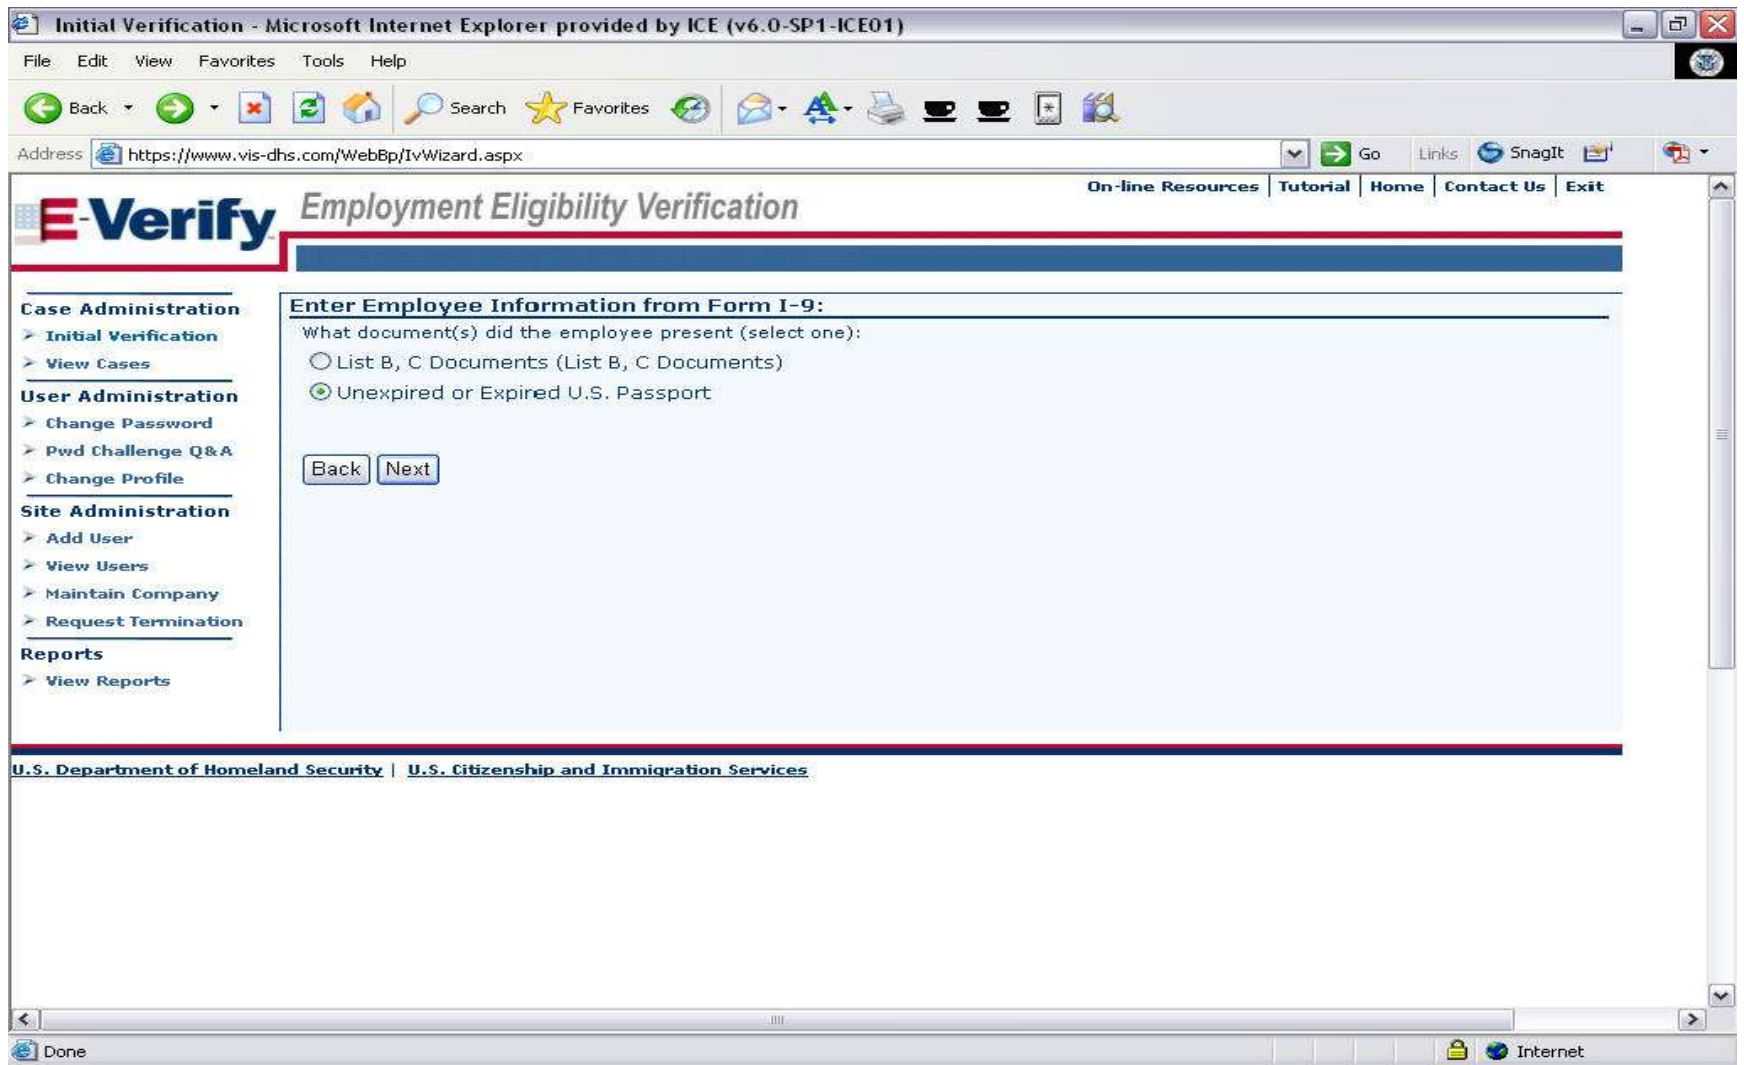 Initial Verification - Microsoft Internet Explorer provided by ICE (v6.0-SP1-ICE01)
File Edit View Favorites Tools Help
Back Search Favorites
Address https://www.vis-dhs.com/WebBp/IvWizard.aspx Go Links SnagIt
On-line Resources | Tutorial | Home | Contact Us | Exit
E-Verify Employment Eligibility Verification
Case Administration
Initial Verification
View Cases
User Administration
Change Password
Pwd Challenge Q&A
Change Profile
Site Administration
Add User
View Users
Maintain Company
Request Termination
Reports
View Reports
Enter Employee Information from Form I-9:
What document(s) did the employee present (select one):
List B, C Documents (List B, C Documents)
Unexpired or Expired U.S. Passport
Back Next
U.S. Department of Homeland Security | U.S. Citizenship and Immigration Services
Done Internet